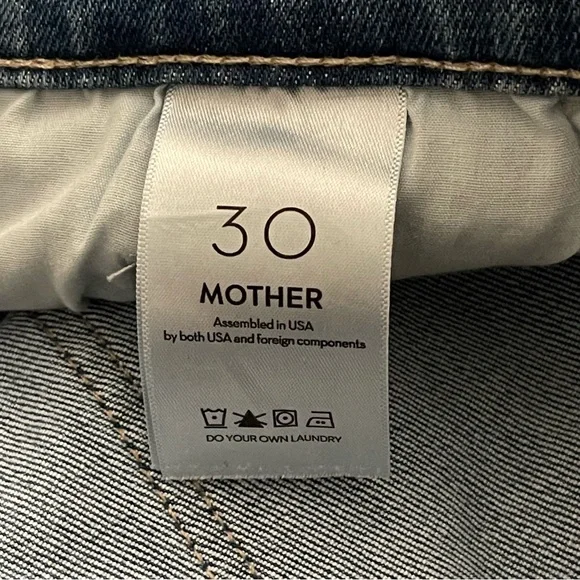 30
MOTHER
Assembled in USA
by both USA and foreign components
DO YOUR OWN LAUNDRY